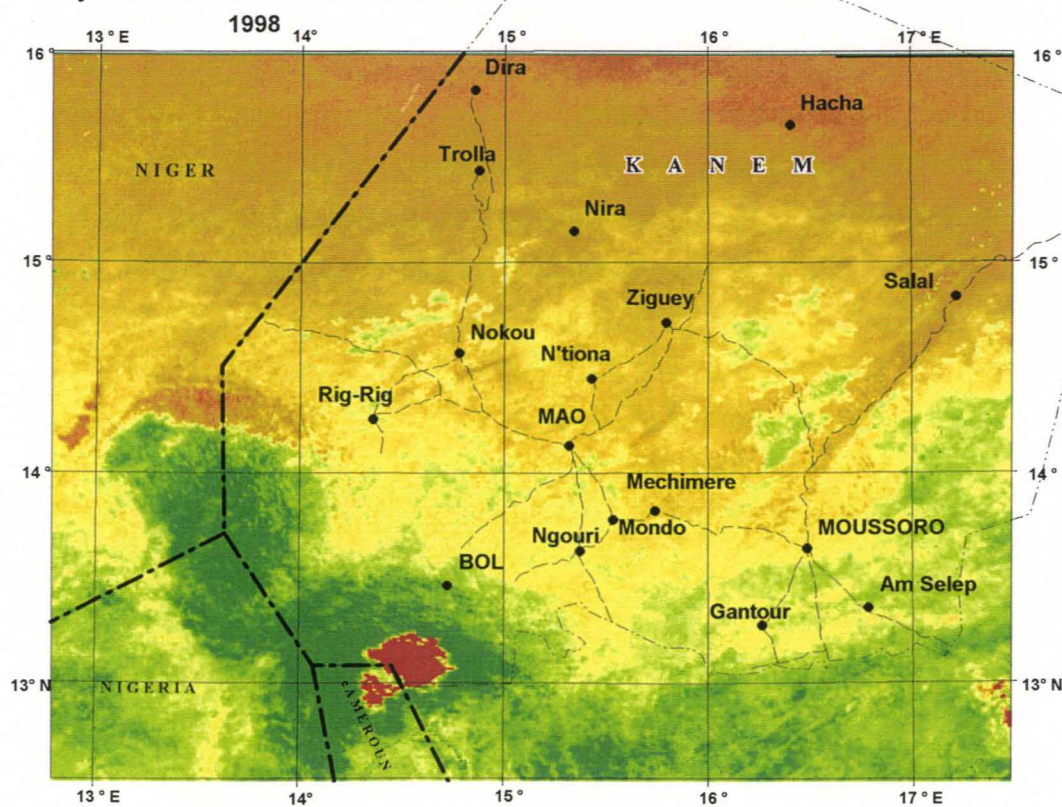 1998
13° E
14°
15°
16°
17° E
16°
16°
Dira
Hacha
Trolla
K A N E M
NIGER
Nira
15°
15°
Salal
Ziguey
Nokou
N'tiona
Rig-Rig
MAO
14°
14° N
Mechimere
Mondo
MOUSSORO
Ngouri
BOL
Am Selep
Gantour
13° N
NIGERIA
13° N
CAMEROUN
13° E
14°
15°
16°
17° E